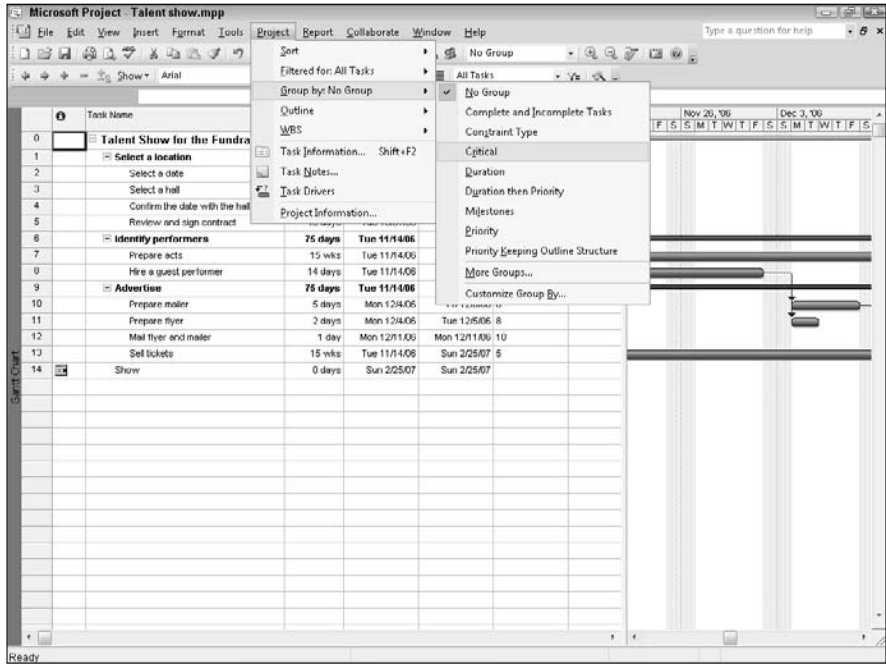 Microsoft Project - Talent show.mpp
File Edit View Insert Format Tools Project Report Collaborate Window Help Type a question for help
Show Arial No Group
All Tasks
Sort
Filtered for: All Tasks
Group by: No Group
Outline
WBS
Task Information... Shift+F2
Task Notes...
Task Drivers
Project Information...
No Group
Complete and Incomplete Tasks
Constraint Type
Critical
Duration
Duration then Priority
Milestones
Priority
Priority Keeping Outline Structure
More Groups...
Customize Group By...
Task Name
Nov 26, '06 Dec 3, '06
F S S M T W T F S S M T W T F S
0 Talent Show for the Fundra
1 Select a location
2 Select a date
3 Select a hall
4 Confirm the date with the hall
5 Review and sign contract
6 Identify performers 75 days Tue 11/14/06
7 Prepare acts 15 wks Tue 11/14/06
8 Hire a guest performer 14 days Tue 11/14/06
9 Advertise 75 days Tue 11/14/06
10 Prepare mailer 5 days Mon 12/4/06
11 Prepare flyer 2 days Mon 12/4/06 Tue 12/5/06 8
12 Mail flyer and mailer 1 day Mon 12/11/06 Mon 12/11/06 10
13 Sell tickets 15 wks Tue 11/14/06 Sun 2/25/07 5
14 Show 0 days Sun 2/25/07 Sun 2/25/07
Gantt Chart
Ready